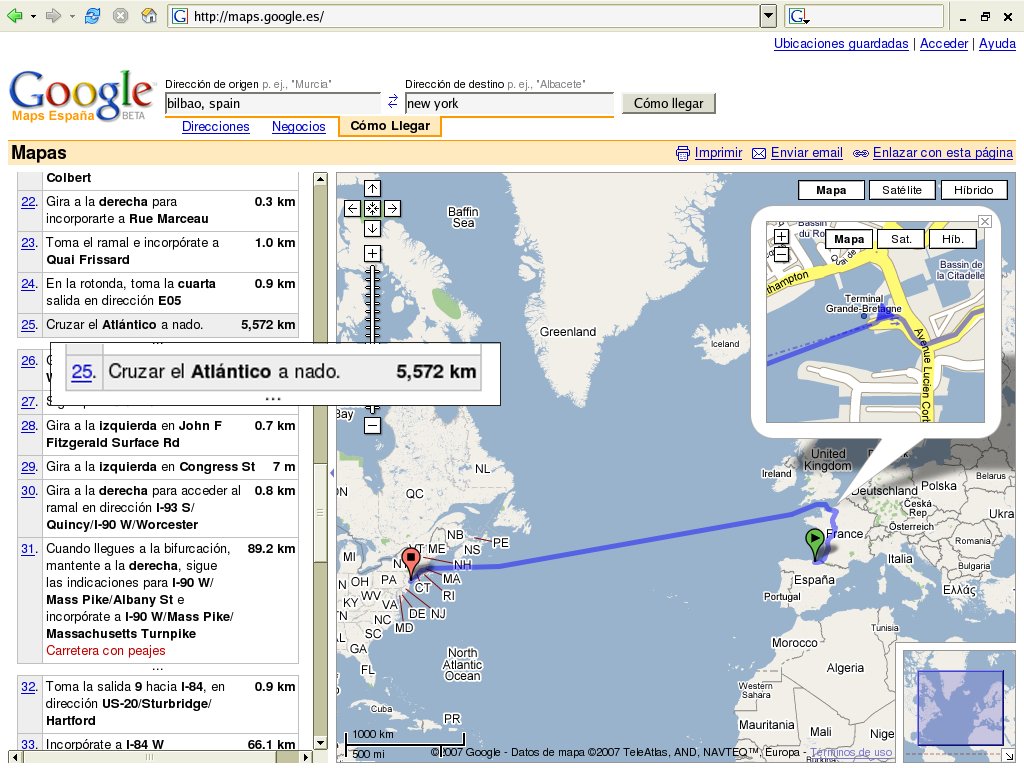 http://maps.google.es/
Ubicaciones guardadas | Acceder | Ayuda
Google
Maps España BETA
Dirección de origen p. ej., "Murcia"
Dirección de destino p. ej., "Albacete"
bilbao, spain
new york
Cómo llegar
Direcciones
Negocios
Cómo Llegar
Mapas
Imprimir
Enviar email
Enlazar con esta página
Colbert
22. Gira a la derecha para 0.3 km
incorporarte a Rue Marceau
23. Toma el ramal e incorpórate a 1.0 km
Quai Frissard
24. En la rotonda, toma la cuarta 0.9 km
salida en dirección E05
25. Cruzar el Atlántico a nado. 5,572 km
...
26.
25. Cruzar el Atlántico a nado. 5,572 km
...
27.
28. Gira a la izquierda en John F 0.7 km
Fitzgerald Surface Rd
29. Gira a la izquierda en Congress St 7 m
30. Gira a la derecha para acceder al 0.8 km
ramal en dirección I-93 S/
Quincy/I-90 W/Worcester
31. Cuando llegues a la bifurcación, 89.2 km
mantente a la derecha, sigue
las indicaciones para I-90 W/
Mass Pike/Albany St e
incorpórate a I-90 W/Mass Pike/
Massachusetts Turnpike
Carretera con peajes
...
32. Toma la salida 9 hacia I-84, en 0.9 km
dirección US-20/Sturbridge/
Hartford
33. Incorpórate a I-84 W 66.1 km
Mapa
Satélite
Híbrido
Baffin
Sea
Greenland
Iceland
Bay
Mapa
Sat.
Híb.
Bassin
du Ro
Quai de
Bassin de
la Citadelle
thampton
Terminal
Grande-Bretagne
Avenue Lucien Corb
United
Kingdom
Ireland
Deutschland
Polska
Belarus
Česká
Rep.
Ukra
Österreich
France
Romania
Italia
Bulgaria
España
Portugal
Ελλάς
Tunisia
Morocco
Algeria
Western
Sahara
Mauritania
Mali
Nige
NL
QC
ON
NB
PE
NS
ME
VT
NH
MI
MA
CT
RI
PA
OH
IN
NJ
DE
WV
VA
KY
MD
NC
SC
GA
FL
North
Atlantic
Ocean
Cuba
PR
1000 km
500 mi
©2007 Google - Datos de mapa ©2007 TeleAtlas, AND, NAVTEQ™, Europa - Términos de uso